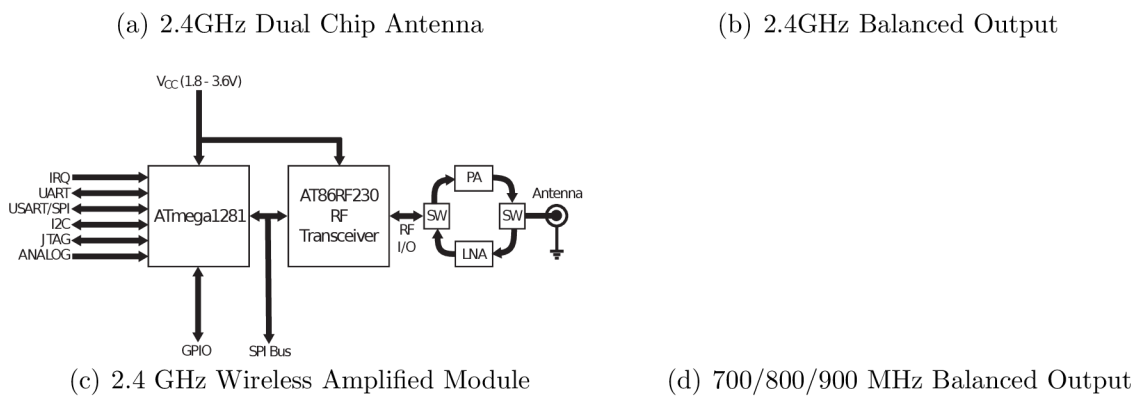 (a) 2.4GHz Dual Chip Antenna
(b) 2.4GHz Balanced Output
VCC (1.8 - 3.6V)
IRQ
UART
USART/SPI
I2C
JTAG
ANALOG
ATmega1281
AT86RF230
RF
Transceiver
RF
I/O
SW
PA
LNA
SW
Antenna
GPIO
SPI Bus
(c) 2.4 GHz Wireless Amplified Module
(d) 700/800/900 MHz Balanced Output